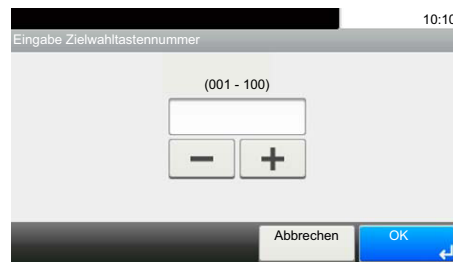 10:10
Eingabe Zielwahltastennummer
(001 - 100)
Abbrechen
OK